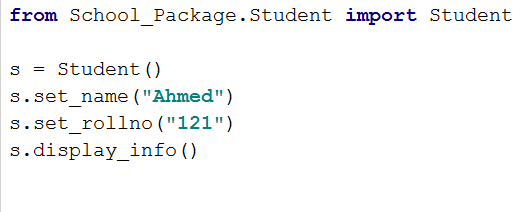 from School_Package.Student import Student
s = Student()
s.set_name("Ahmed")
s.set_rollno("121")
s.display_info()